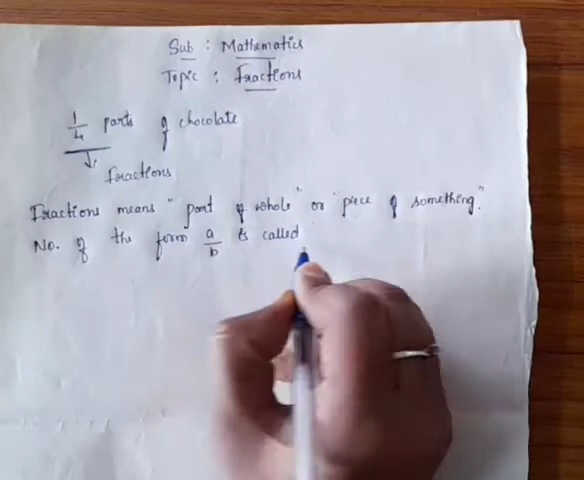 Sub : Mathematics
Topic : Fractions
1/4 parts of chocolate
fractions
Fractions means "part of whole" or "piece of something."
No. of the form a/b is called